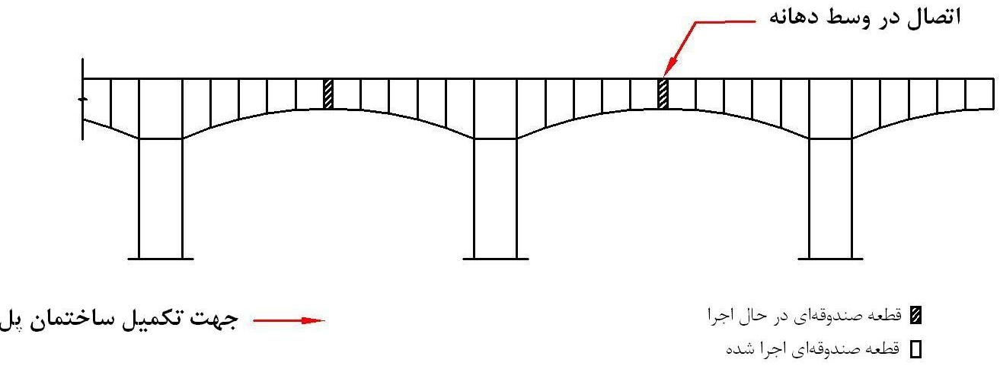 اتصال در وسط دهانه
جهت تکمیل ساختمان پل
قطعه صندوقه‌ای در حال اجرا
قطعه صندوقه‌ای اجرا شده